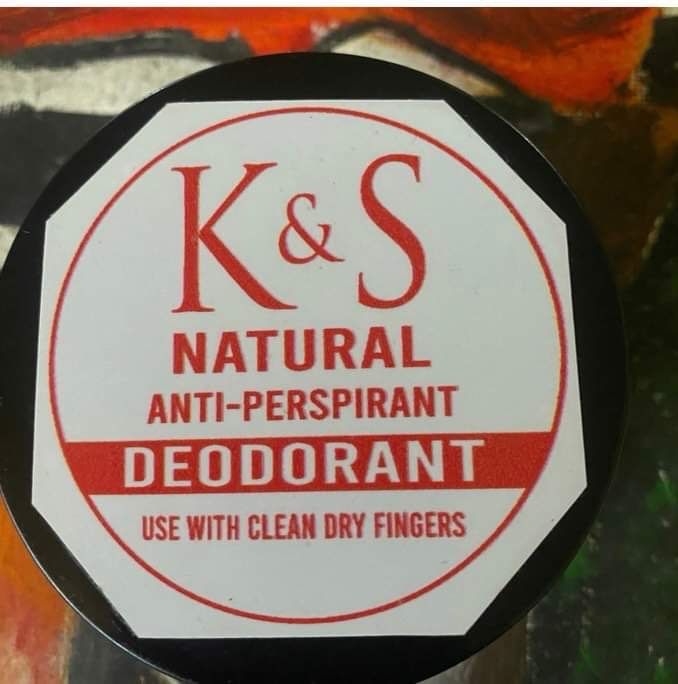 K & S
NATURAL
ANTI-PERSPIRANT
DEODORANT
USE WITH CLEAN DRY FINGERS